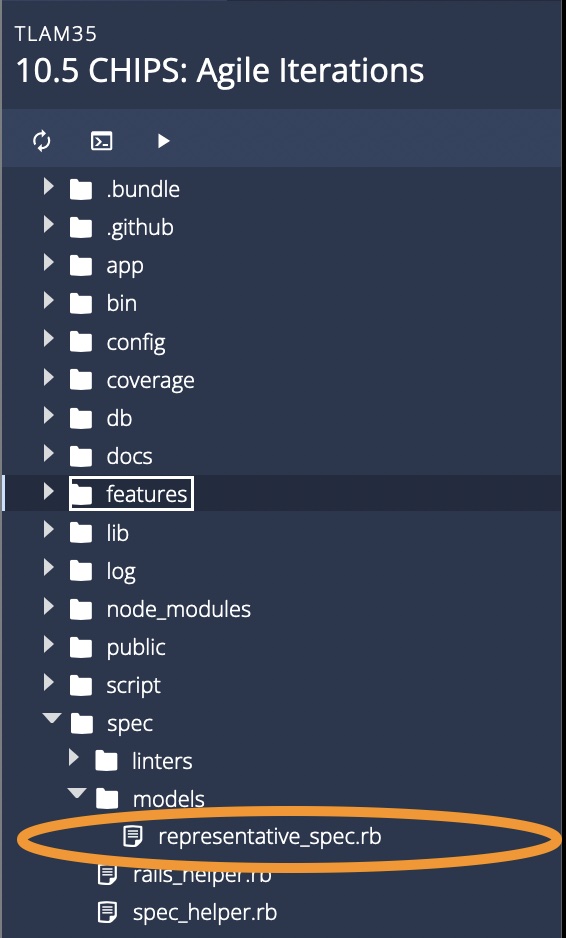 TLAM35
10.5 CHIPS: Agile Iterations
.bundle
.github
app
bin
config
coverage
db
docs
features
lib
log
node_modules
public
script
spec
linters
models
representative_spec.rb
rails_helper.rb
spec_helper.rb